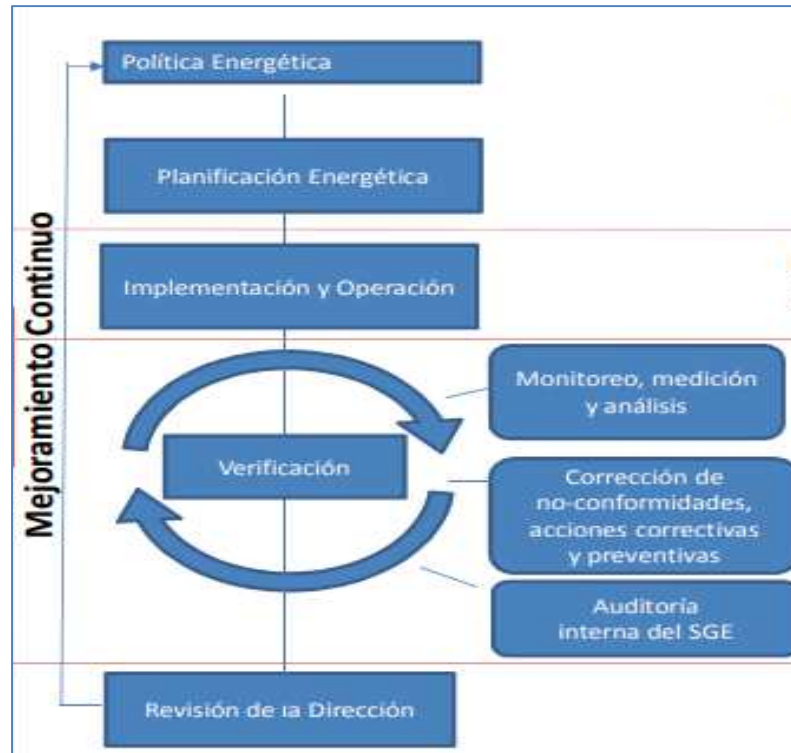 Política Energética
Planificación Energética
Implementación y Operación
Mejoramiento Continuo
Monitoreo, medición
y análisis
Verificación
Corrección de
no-conformidades,
acciones correctivas
y preventivas
Auditoría
interna del SGE
Revisión de la Dirección